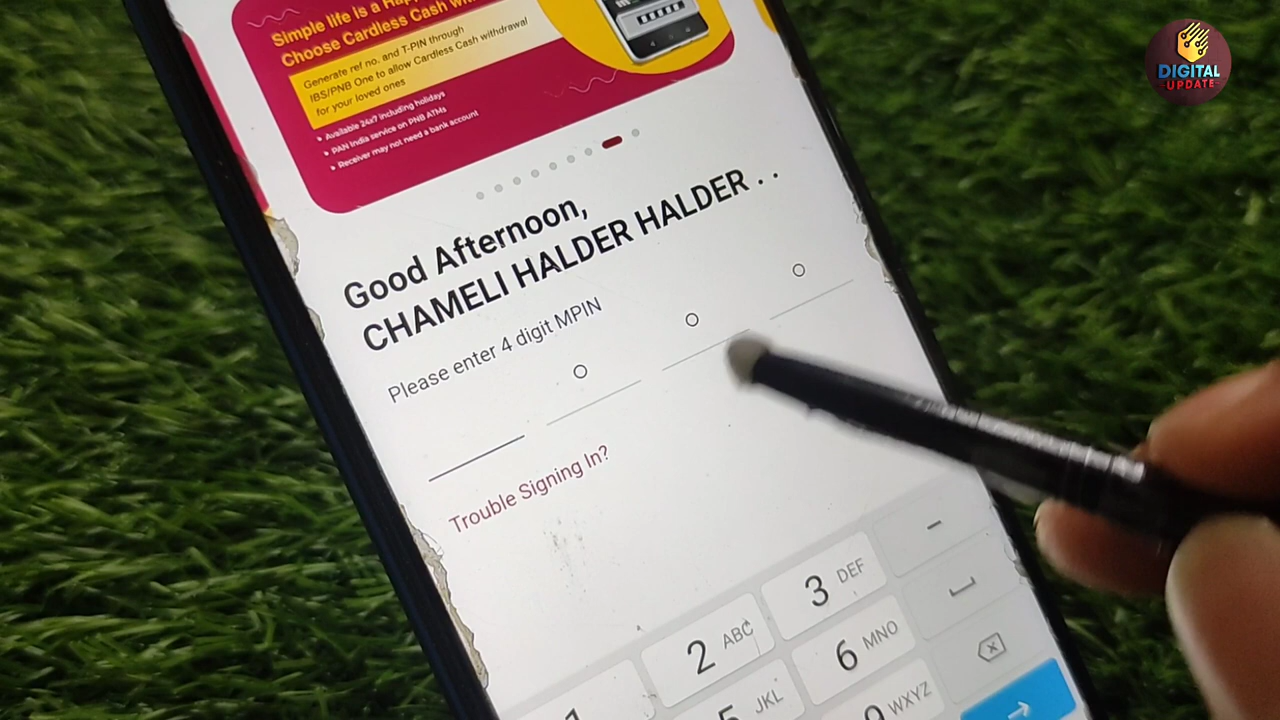 Simple life is a Happy
Choose Cardless Cash with
Generate ref no. and T-PIN through
IBS/PNB One to allow Cardless Cash withdrawal
for your loved ones
Available 24x7 including holidays
PAN India service on PNB ATMs
Receiver may not need a bank account
Good Afternoon,
CHAMELI HALDER HALDER . .
Please enter 4 digit MPIN
Trouble Signing In?
1
2 ABC
3 DEF
5 JKL
6 MNO
9 WXYZ
DIGITAL
UPDATE